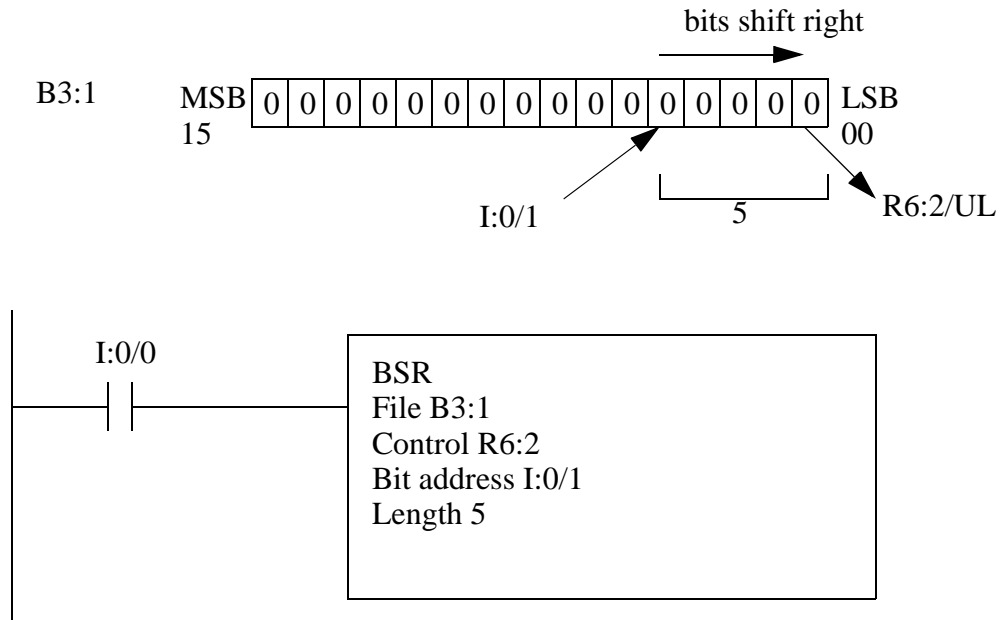 bits shift right
B3:1
MSB 0 0 0 0 0 0 0 0 0 0 0 0 0 0 0 0 LSB
15 00
I:0/1 5 R6:2/UL
I:0/0
BSR
File B3:1
Control R6:2
Bit address I:0/1
Length 5